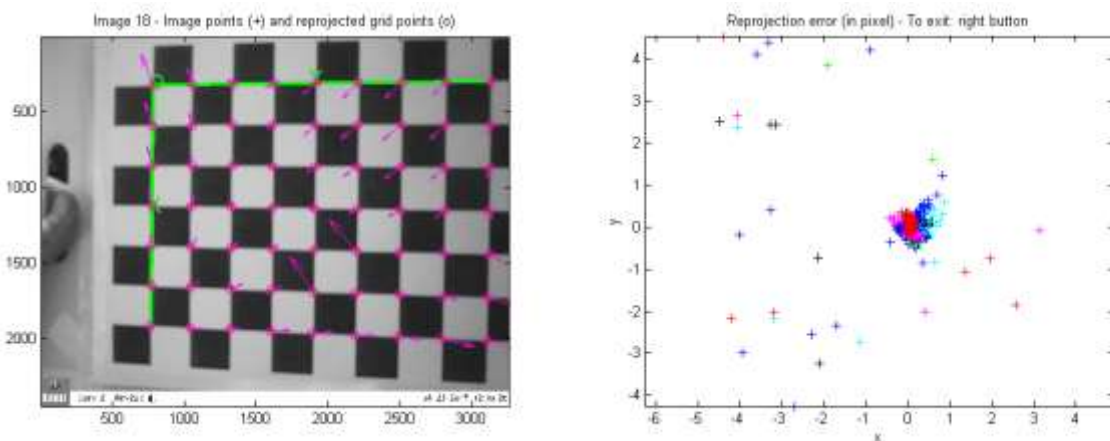 Image 18 - Image points (+) and reprojected grid points (o)
500
1000
1500
2000
500 1000 1500 2000 2500 3000
Reprojection error (in pixel) - To exit: right button
4
3
2
1
0
-1
-2
-3
-4
y
-6 -5 -4 -3 -2 -1 0 1 2 3 4
x